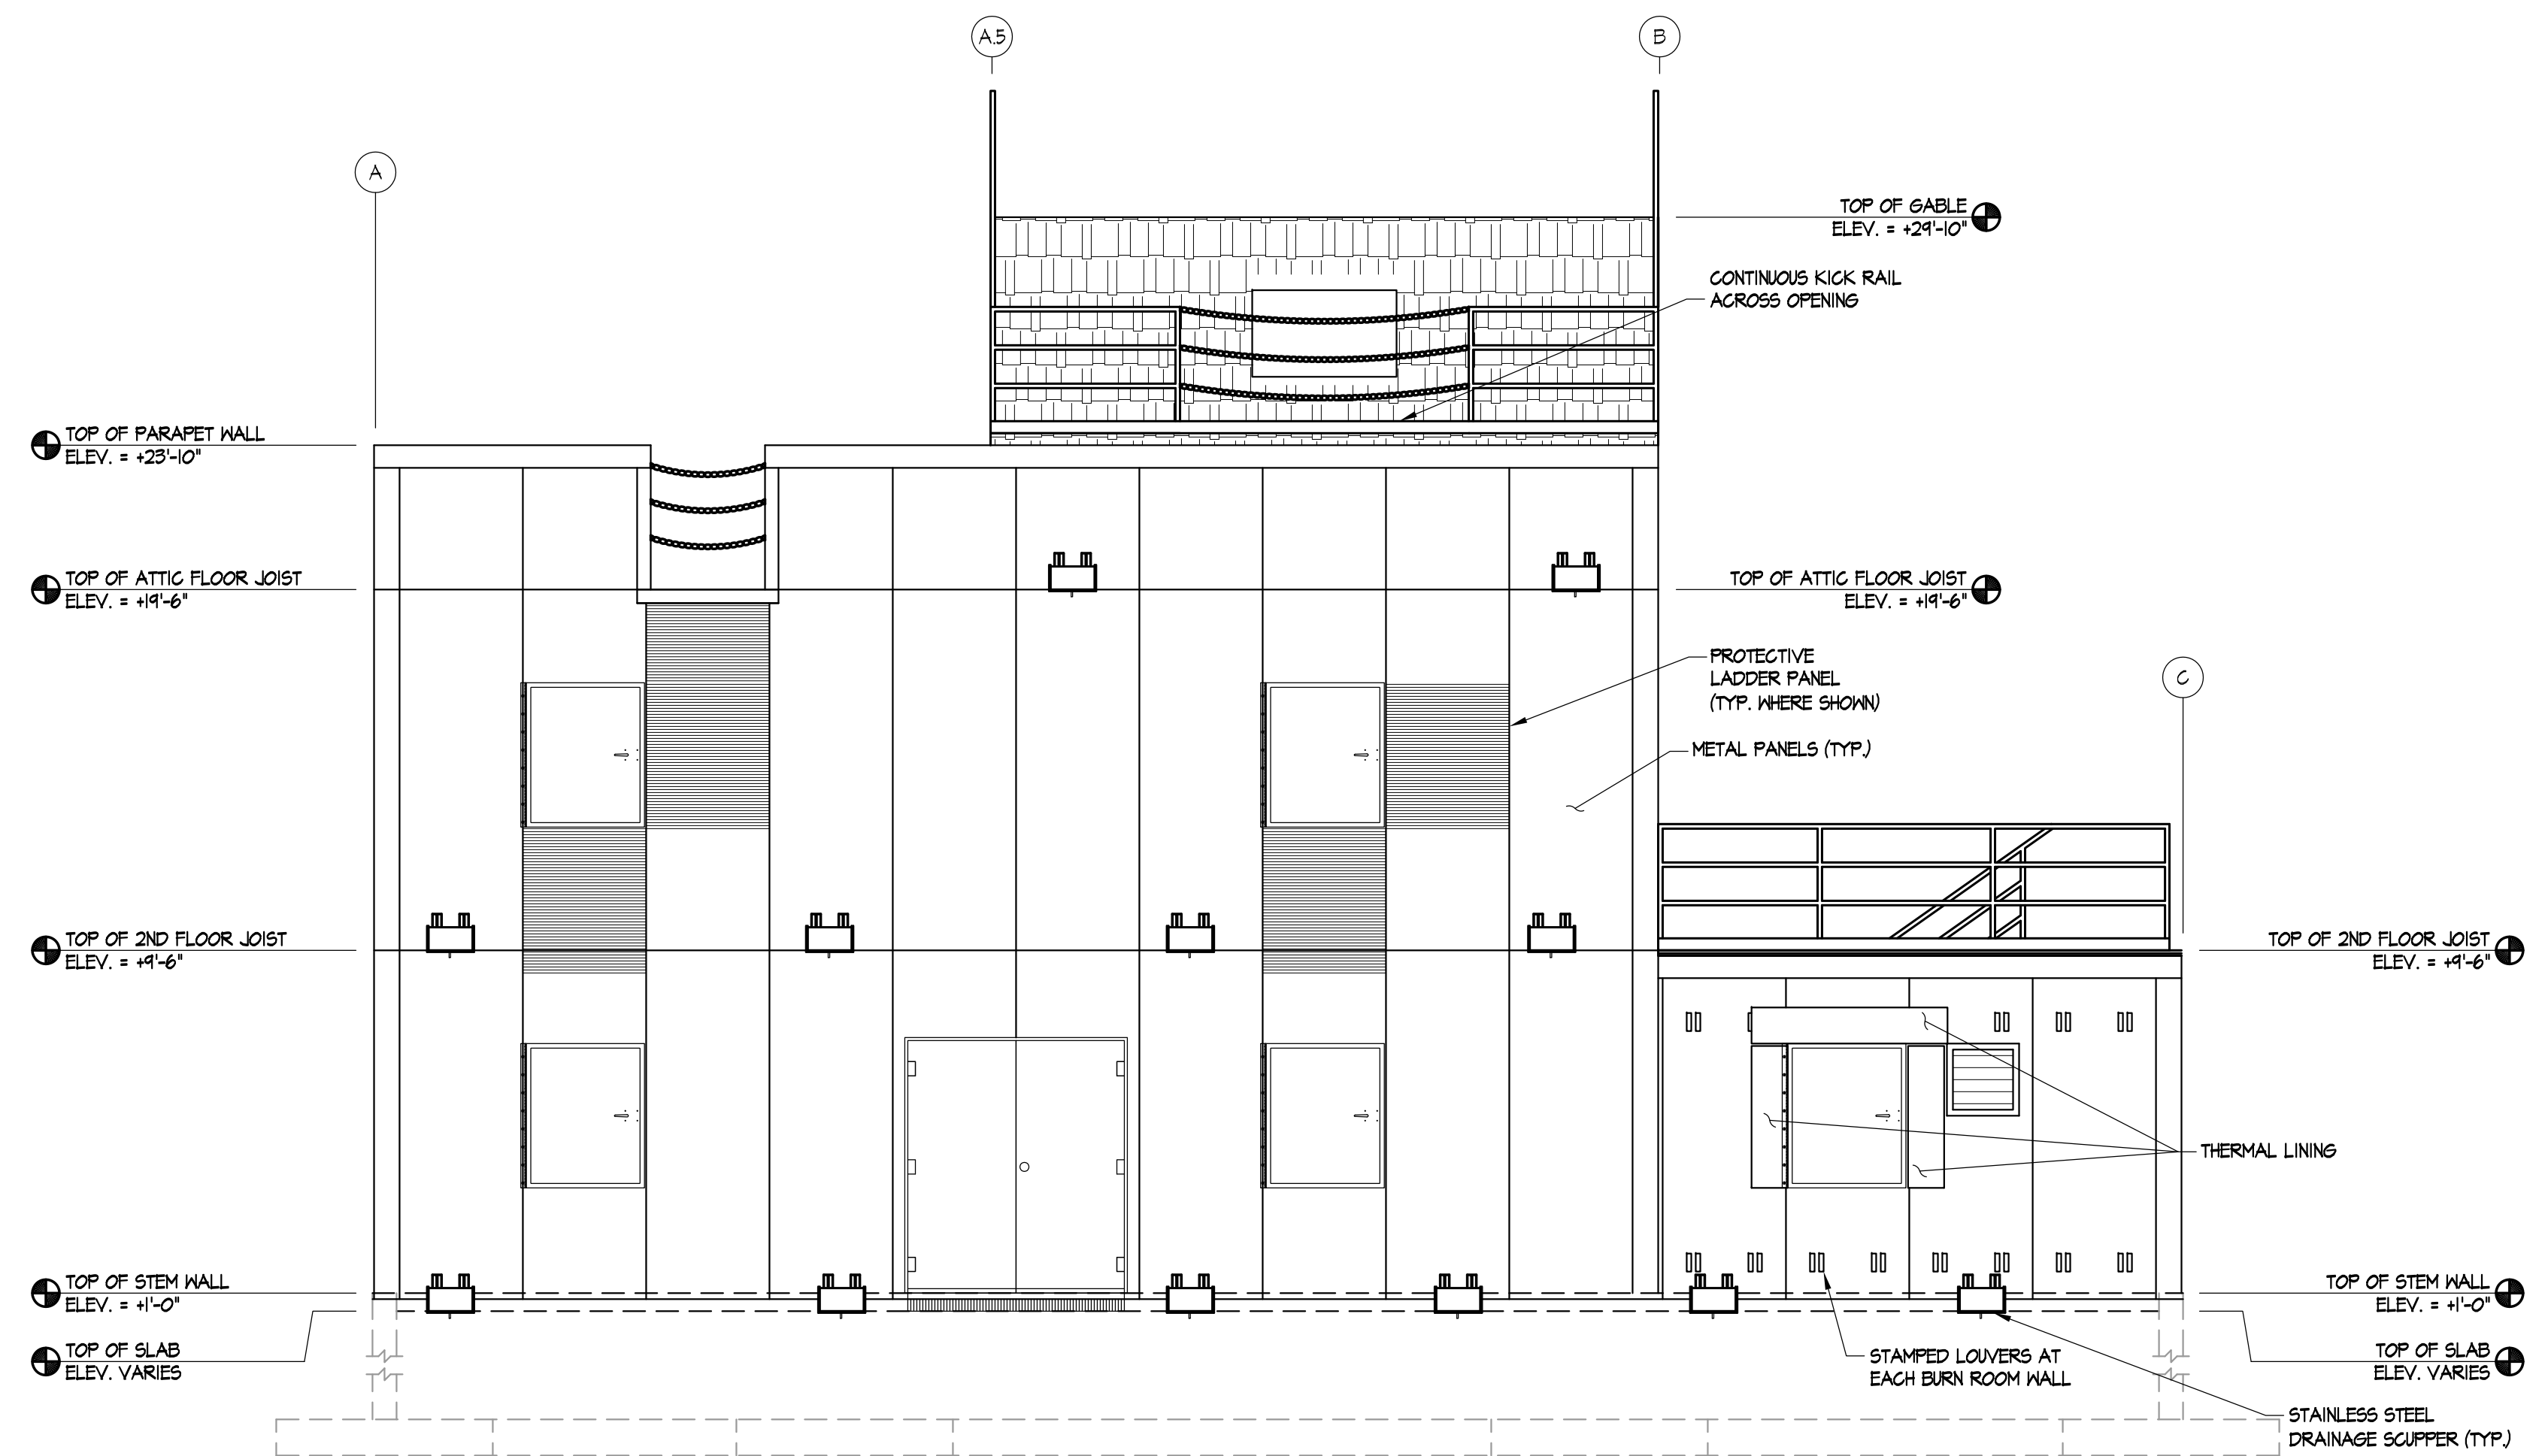 A.5
B
A
TOP OF GABLE
ELEV. = +29'-10"
CONTINUOUS KICK RAIL
ACROSS OPENING
TOP OF PARAPET WALL
ELEV. = +23'-10"
TOP OF ATTIC FLOOR JOIST
ELEV. = +19'-6"
TOP OF ATTIC FLOOR JOIST
ELEV. = +19'-6"
PROTECTIVE
LADDER PANEL
(TYP. WHERE SHOWN)
C
METAL PANELS (TYP.)
TOP OF 2ND FLOOR JOIST
ELEV. = +9'-6"
TOP OF 2ND FLOOR JOIST
ELEV. = +9'-6"
THERMAL LINING
TOP OF STEM WALL
ELEV. = +1'-0"
TOP OF STEM WALL
ELEV. = +1'-0"
TOP OF SLAB
ELEV. VARIES
STAMPED LOUVERS AT
EACH BURN ROOM WALL
TOP OF SLAB
ELEV. VARIES
STAINLESS STEEL
DRAINAGE SCUPPER (TYP.)